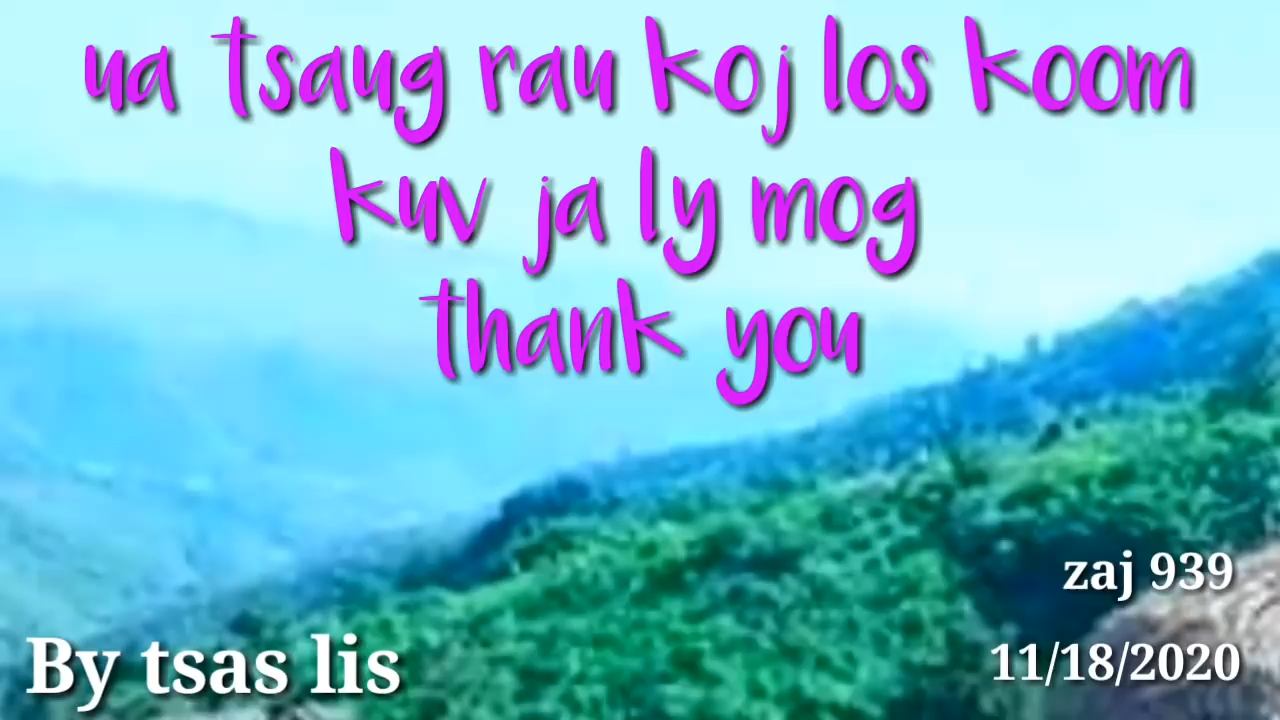 ua tsaug rau koj los koom
kuv ja ly mog
thank you
zaj 939
By tsas lis
11/18/2020